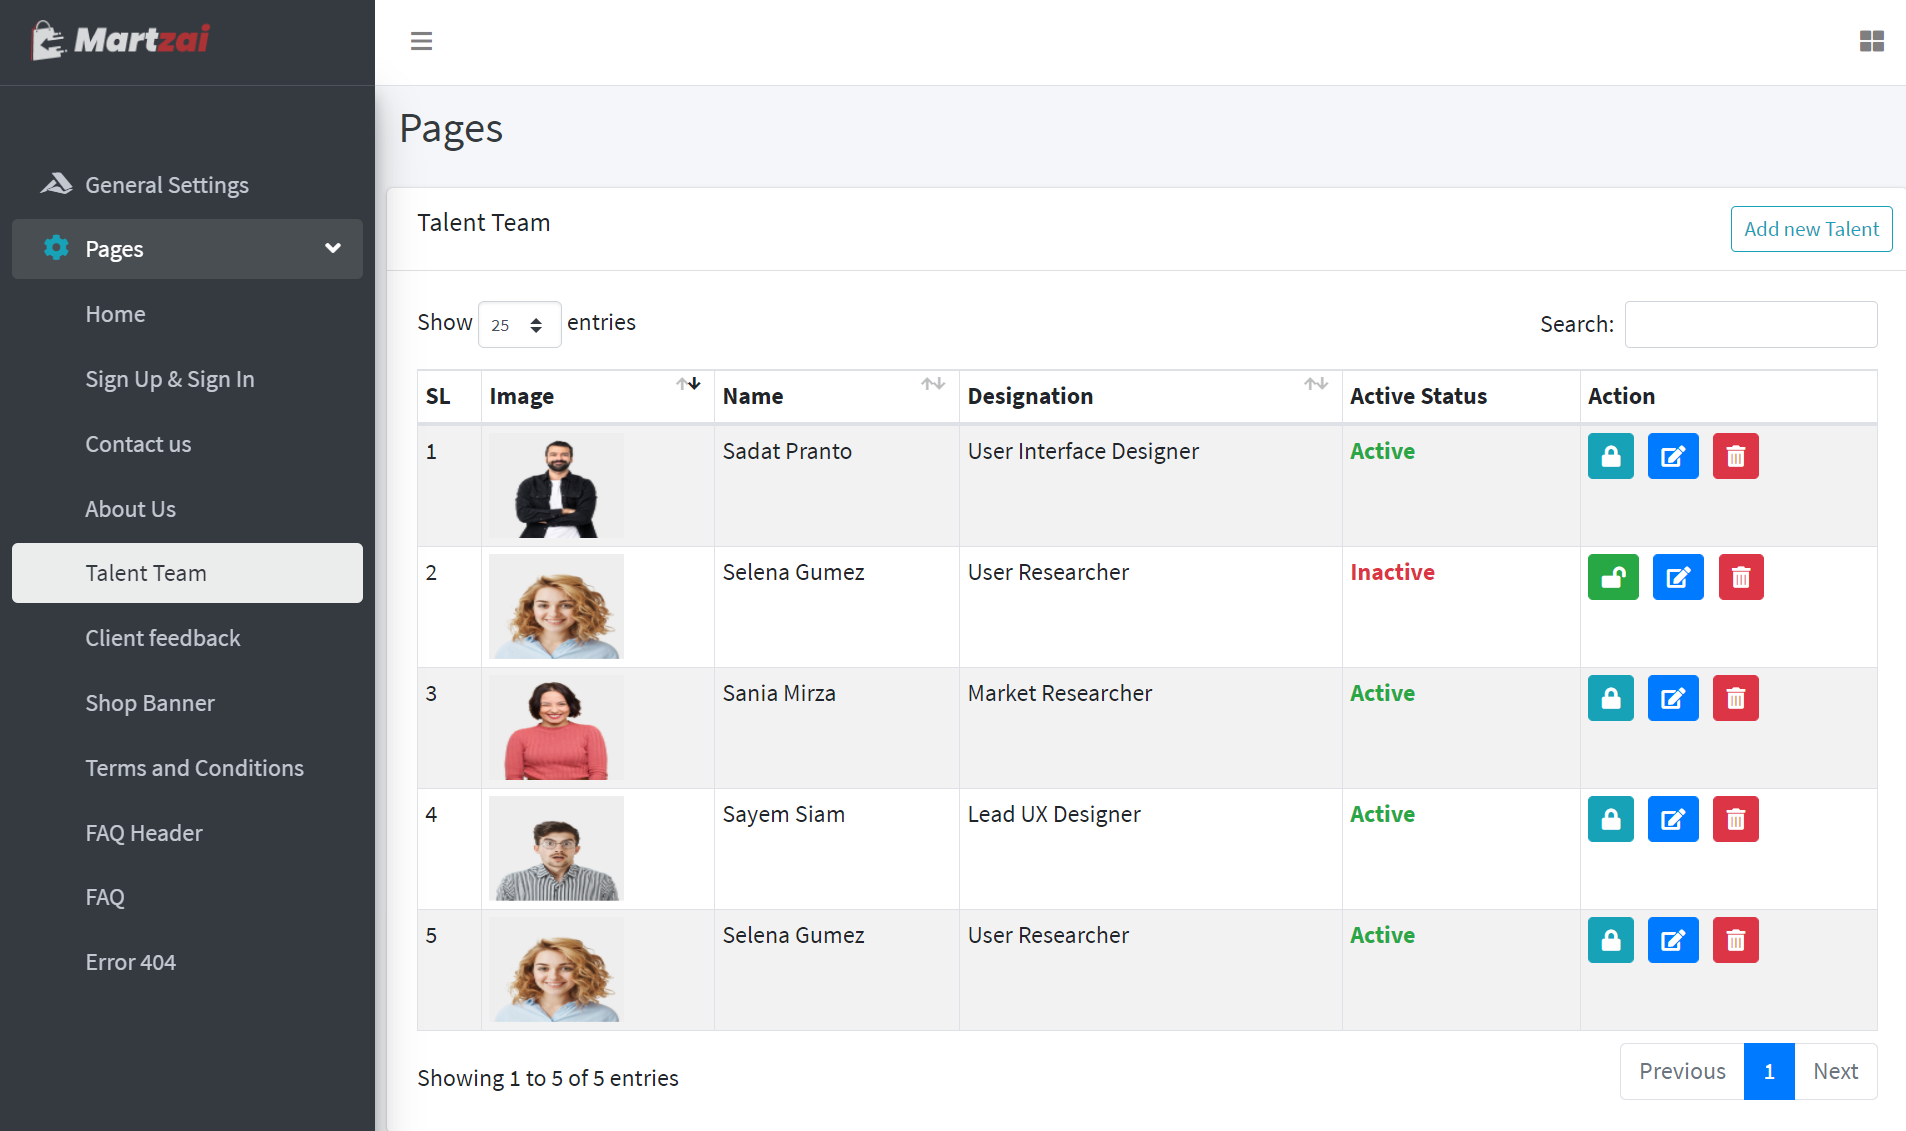 Martzai
Pages
General Settings
Pages
Home
Sign Up & Sign In
Contact us
About Us
Talent Team
Client feedback
Shop Banner
Terms and Conditions
FAQ Header
FAQ
Error 404
Talent Team
Add new Talent
Show 25 entries
Search:
SL Image Name Designation Active Status Action
1 Sadat Pranto User Interface Designer Active
2 Selena Gumez User Researcher Inactive
3 Sania Mirza Market Researcher Active
4 Sayem Siam Lead UX Designer Active
5 Selena Gumez User Researcher Active
Showing 1 to 5 of 5 entries
Previous 1 Next